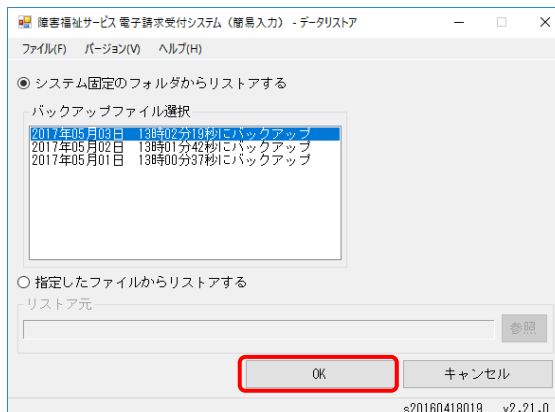 障害福祉サービス 電子請求受付システム（簡易入力） - データリストア
ファイル(F) バージョン(V) ヘルプ(H)
システム固定のフォルダからリストアする
バックアップファイル選択
2017年05月03日 13時02分19秒にバックアップ
2017年05月02日 13時01分42秒にバックアップ
2017年05月01日 13時00分37秒にバックアップ
指定したファイルからリストアする
リストア元
参照
OK キャンセル
s20160418019 v2.21.0